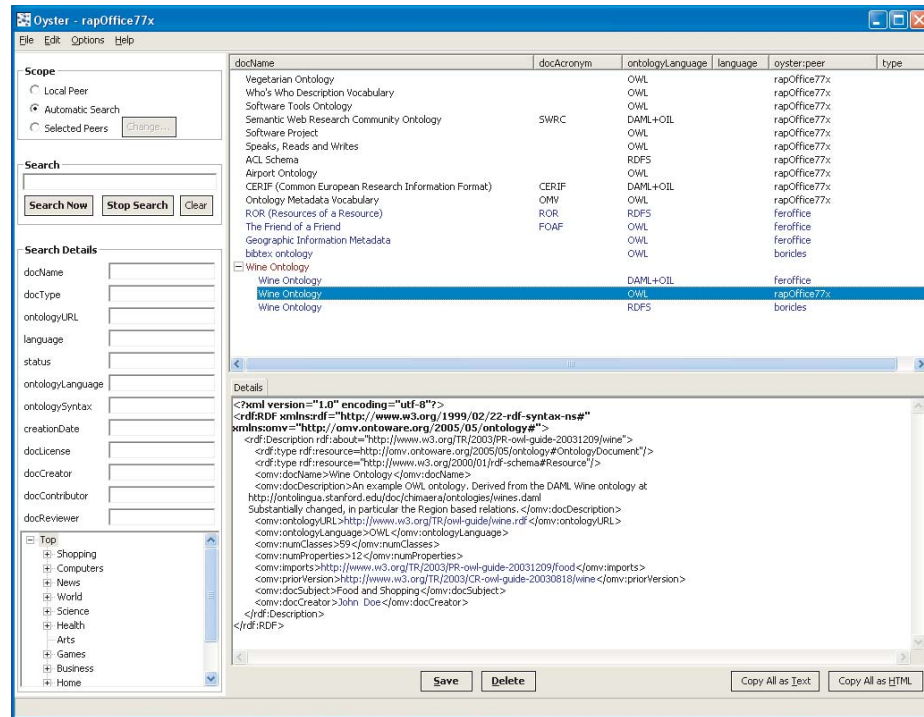 Oyster - rapOffice77x
File Edit Options Help
Scope
Local Peer
Automatic Search
Selected Peers Change...
Search
Search Now Stop Search Clear
Search Details
docName
docType
ontologyURL
language
status
ontologyLanguage
ontologySyntax
creationDate
docLicense
docCreator
docContributor
docReviewer
Top
Shopping
Computers
News
World
Science
Health
Arts
Games
Business
Home
docName docAcronym ontologyLanguage language oyster:peer type
Vegetarian Ontology OWL rapOffice77x
Who's Who Description Vocabulary OWL rapOffice77x
Software Tools Ontology OWL rapOffice77x
Semantic Web Research Community Ontology SWRC DAML+OIL rapOffice77x
Software Project OWL rapOffice77x
Speaks, Reads and Writes OWL rapOffice77x
ACL Schema RDFS rapOffice77x
Airport Ontology OWL rapOffice77x
CERIF (Common European Research Information Format) CERIF DAML+OIL rapOffice77x
Ontology Metadata Vocabulary OMV OWL rapOffice77x
ROR (Resources of a Resource) ROR RDFS feroffice
The Friend of a Friend FOAF OWL feroffice
Geographic Information Metadata OWL feroffice
bibtex ontology OWL boricles
Wine Ontology
Wine Ontology DAML+OIL feroffice
Wine Ontology OWL rapOffice77x
Wine Ontology RDFS boricles
Details
<?xml version="1.0" encoding="utf-8"?>
<rdf:RDF xmlns:rdf="http://www.w3.org/1999/02/22-rdf-syntax-ns#"
xmlns:omv="http://omv.ontoware.org/2005/05/ontology#">
<rdf:Description rdf:about="http://www.w3.org/TR/2003/PR-owl-guide-20031209/wine">
<rdf:type rdf:resource=http://omv.ontoware.org/2005/05/ontology#OntologyDocument"/>
<rdf:type rdf:resource="http://www.w3.org/2000/01/rdf-schema#Resource"/>
<omv:docName>Wine Ontology</omv:docName>
<omv:docDescription>An example OWL ontology. Derived from the DAML Wine ontology at
http://ontolingua.stanford.edu/doc/chimaera/ontologies/wines.daml
Substantially changed, in particular the Region based relations.</omv:docDescription>
<omv:ontologyURL>http://www.w3.org/TR/owl-guide/wine.rdf</omv:ontologyURL>
<omv:ontologyLanguage>OWL</omv:ontologyLanguage>
<omv:numClasses>59</omv:numClasses>
<omv:numProperties>12</omv:numProperties>
<omv:imports>http://www.w3.org/TR/2003/PR-owl-guide-20031209/food</omv:imports>
<omv:priorVersion>http://www.w3.org/TR/2003/CR-owl-guide-20030818/wine</omv:priorVersion>
<omv:docSubject>Food and Shopping</omv:docSubject>
<omv:docCreator>John Doe</omv:docCreator>
</rdf:Description>
</rdf:RDF>
Save Delete Copy All as Text Copy All as HTML